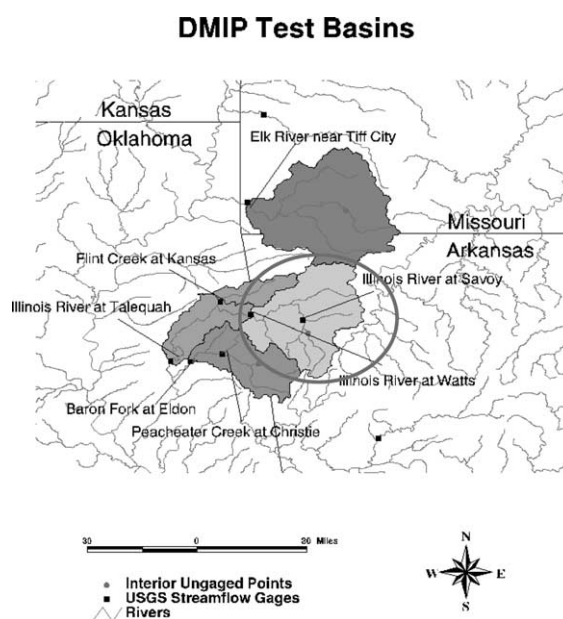 DMIP Test Basins
Kansas
Oklahoma
Elk River near Tiff City
Missouri
Arkansas
Flint Creek at Kansas
Illinois River at Savoy
Illinois River at Talequah
Illinois River at Watts
Baron Fork at Eldon
Peacheater Creek at Christie
30 0 26 Miles
N
W E
S
Interior Ungaged Points
USGS Streamflow Gages
Rivers